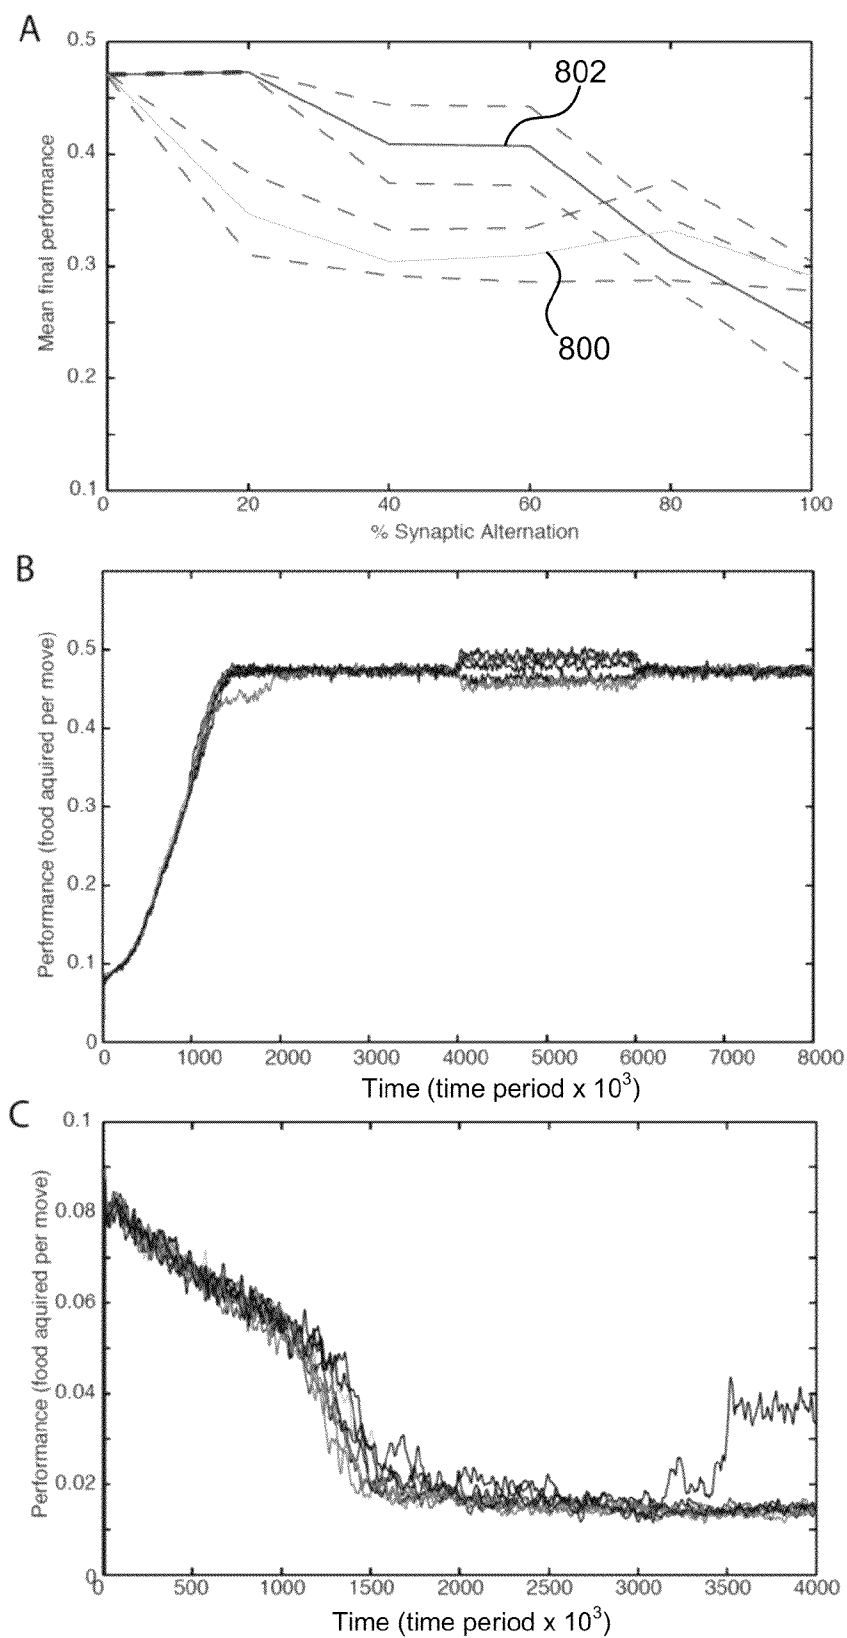 A
0.5
0.4
0.3
0.2
0.1
Mean final performance
802
800
0 20 40 60 80 100
% Synaptic Alternation
B
0.5
0.4
0.3
0.2
0.1
0
Performance (food aquired per move)
0 1000 2000 3000 4000 5000 6000 7000 8000
Time (time period x 10³)
C
0.1
0.08
0.06
0.04
0.02
0
Performance (food aquired per move)
0 500 1000 1500 2000 2500 3000 3500 4000
Time (time period x 10³)